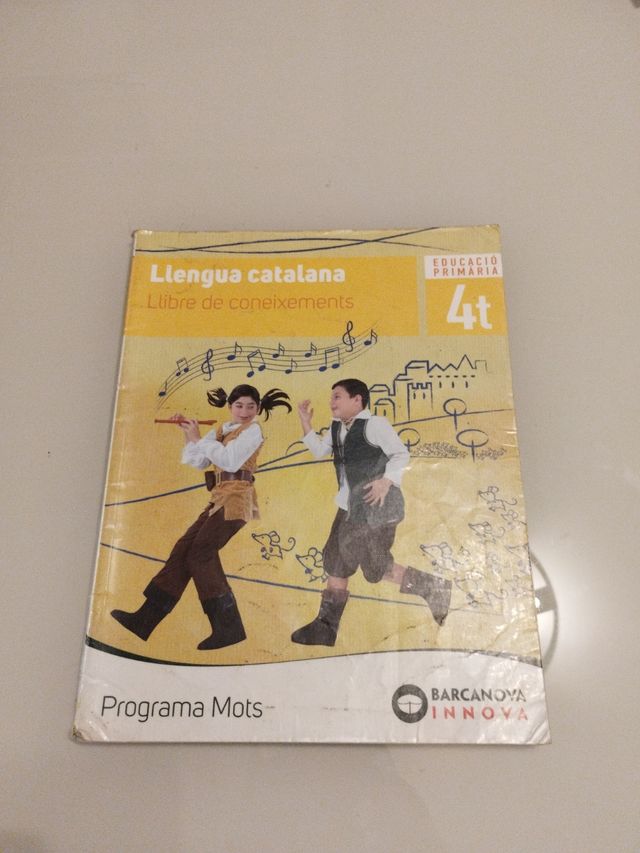 Llengua catalana
Llibre de coneixements
EDUCACIÓ
PRIMÀRIA
4t
Programa Mots
BARCANOVA
INNOVA